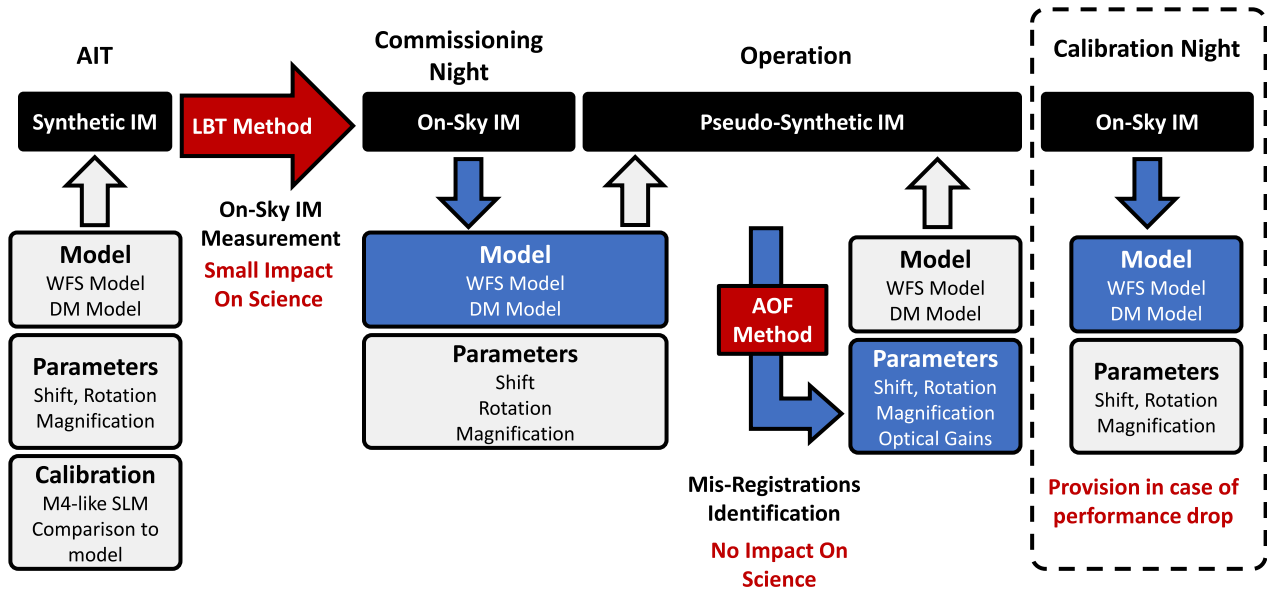 AIT
Synthetic IM
Model
WFS Model
DM Model
Parameters
Shift, Rotation
Magnification
Calibration
M4-like SLM
Comparison to
model
LBT Method
On-Sky IM
Measurement
Small Impact
On Science
Commissioning
Night
On-Sky IM
Model
WFS Model
DM Model
Parameters
Shift
Rotation
Magnification
Operation
Pseudo-Synthetic IM
AOF
Method
Mis-Registrations
Identification
No Impact On
Science
Model
WFS Model
DM Model
Parameters
Shift, Rotation
Magnification
Optical Gains
Calibration Night
On-Sky IM
Model
WFS Model
DM Model
Parameters
Shift, Rotation
Magnification
Provision in case of
performance drop